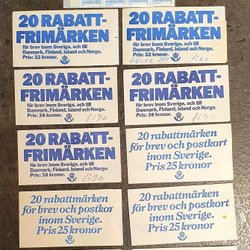 20 RABATT-
FRIMÄRKEN
för brev inom Sverige, och till
Danmark, Finland, Island och Norge.
Pris: 32 kronor.
20 RABATT-
FRIMÄRKEN
för brev inom Sverige, och till
Danmark, Finland, Island och Norge.
Pris: 32 kronor.
20 RABATT-
FRIMÄRKEN
för brev inom Sverige, och till
Danmark, Finland, Island och Norge.
Pris: 38 kronor.
1.90
20 RABATT-
FRIMÄRKEN
för brev inom Sverige, och till
Danmark, Finland, Island och Norge.
Pris: 38 kronor.
20 RABATT-
FRIMÄRKEN
för brev inom Sverige, och till
Danmark, Finland, Island och Norge.
Pris: 38 kronor.
20 rabattmärken
för brev och postkort
inom Sverige.
Pris 25 kronor
20 rabattmärken
för brev och postkor
inom Sverige.
Pris 25 kronor
20 rabattmärken
för brev och postkort
inom Sverige.
Pris 25 kronor